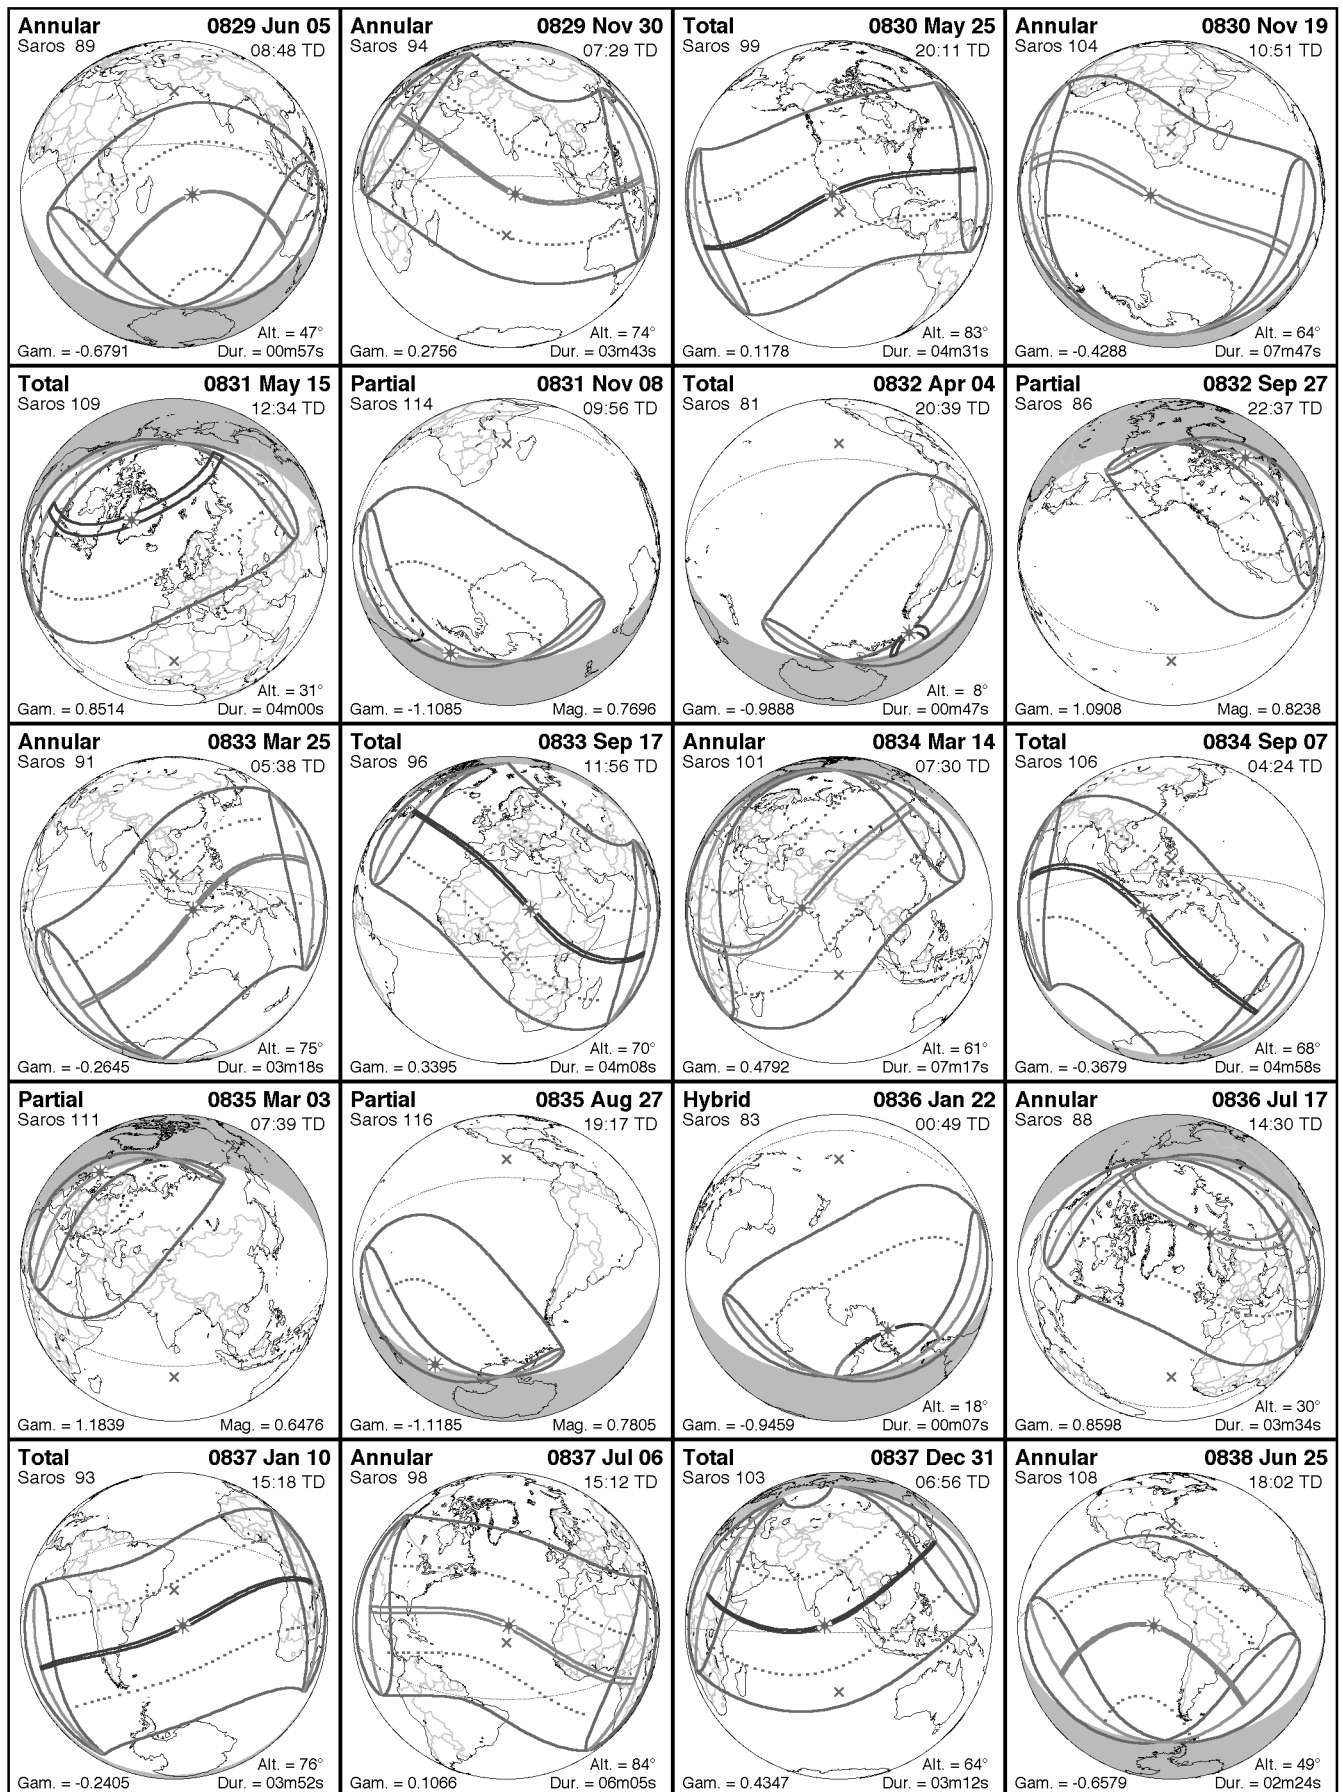 Annular 0829 Jun 05
Saros 89 08:48 TD
Alt. = 47°
Gam. = -0.6791 Dur. = 00m57s
Annular 0829 Nov 30
Saros 94 07:29 TD
Alt. = 74°
Gam. = 0.2756 Dur. = 03m43s
Total 0830 May 25
Saros 99 20:11 TD
Alt. = 83°
Gam. = 0.1178 Dur. = 04m31s
Annular 0830 Nov 19
Saros 104 10:51 TD
Alt. = 64°
Gam. = -0.4288 Dur. = 07m47s
Total 0831 May 15
Saros 109 12:34 TD
Alt. = 31°
Gam. = 0.8514 Dur. = 04m00s
Partial 0831 Nov 08
Saros 114 09:56 TD
Gam. = -1.1085 Mag. = 0.7696
Total 0832 Apr 04
Saros 81 20:39 TD
Alt. = 8°
Gam. = -0.9888 Dur. = 00m47s
Partial 0832 Sep 27
Saros 86 22:37 TD
Gam. = 1.0908 Mag. = 0.8238
Annular 0833 Mar 25
Saros 91 05:38 TD
Alt. = 75°
Gam. = -0.2645 Dur. = 03m18s
Total 0833 Sep 17
Saros 96 11:56 TD
Alt. = 70°
Gam. = 0.3395 Dur. = 04m08s
Annular 0834 Mar 14
Saros 101 07:30 TD
Alt. = 61°
Gam. = 0.4792 Dur. = 07m17s
Total 0834 Sep 07
Saros 106 04:24 TD
Alt. = 68°
Gam. = -0.3679 Dur. = 04m58s
Partial 0835 Mar 03
Saros 111 07:39 TD
Gam. = 1.1839 Mag. = 0.6476
Partial 0835 Aug 27
Saros 116 19:17 TD
Gam. = -1.1185 Mag. = 0.7805
Hybrid 0836 Jan 22
Saros 83 00:49 TD
Alt. = 18°
Gam. = -0.9459 Dur. = 00m07s
Annular 0836 Jul 17
Saros 88 14:30 TD
Alt. = 30°
Gam. = 0.8598 Dur. = 03m34s
Total 0837 Jan 10
Saros 93 15:18 TD
Alt. = 76°
Gam. = -0.2405 Dur. = 03m52s
Annular 0837 Jul 06
Saros 98 15:12 TD
Alt. = 84°
Gam. = 0.1066 Dur. = 06m05s
Total 0837 Dec 31
Saros 103 06:56 TD
Alt. = 64°
Gam. = 0.4347 Dur. = 03m12s
Annular 0838 Jun 25
Saros 108 18:02 TD
Alt. = 49°
Gam. = -0.6579 Dur. = 02m24s